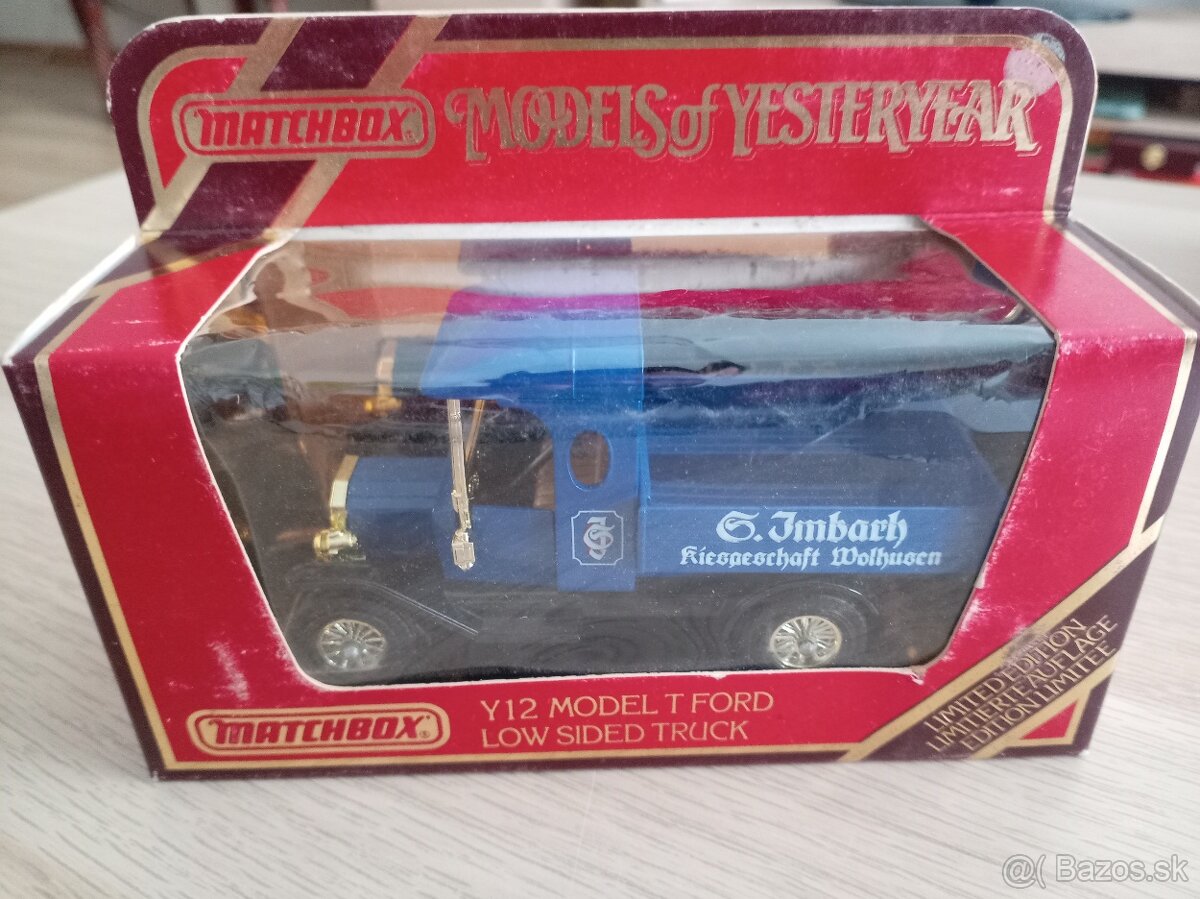 MATCHBOX
MODELS of YESTERYEAR
S. Imbach
Kiesgeschaft Wolhusen
MATCHBOX
Y12 MODEL T FORD
LOW SIDED TRUCK
LIMITED EDITION
LIMITIERTE AUFLAGE
EDITION LIMITEE
@( Bazos.sk